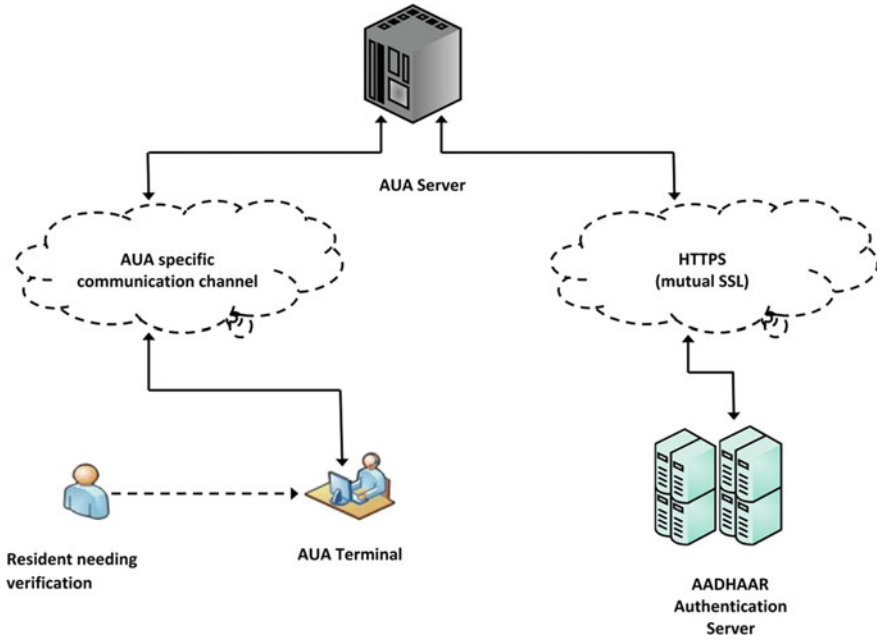 AUA Server
AUA specific
communication channel
HTTPS
(mutual SSL)
Resident needing
verification
AUA Terminal
AADHAAR
Authentication
Server